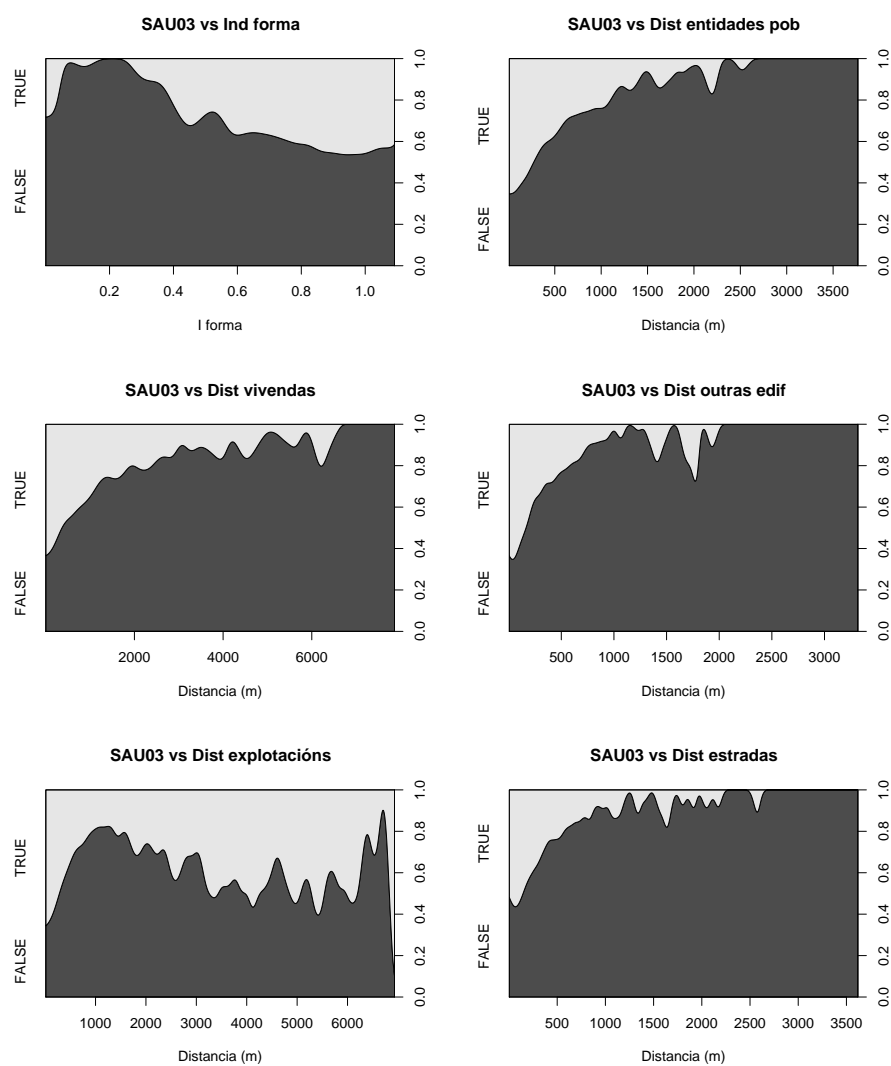 SAU03 vs Ind forma
FALSE TRUE
0.0 0.2 0.4 0.6 0.8 1.0
0.2 0.4 0.6 0.8 1.0
I forma
SAU03 vs Dist entidades pob
FALSE TRUE
0.0 0.2 0.4 0.6 0.8 1.0
500 1000 1500 2000 2500 3000 3500
Distancia (m)
SAU03 vs Dist vivendas
FALSE TRUE
0.0 0.2 0.4 0.6 0.8 1.0
2000 4000 6000
Distancia (m)
SAU03 vs Dist outras edif
FALSE TRUE
0.0 0.2 0.4 0.6 0.8 1.0
500 1000 1500 2000 2500 3000
Distancia (m)
SAU03 vs Dist explotacións
FALSE TRUE
0.0 0.2 0.4 0.6 0.8 1.0
1000 2000 3000 4000 5000 6000
Distancia (m)
SAU03 vs Dist estradas
FALSE TRUE
0.0 0.2 0.4 0.6 0.8 1.0
500 1000 1500 2000 2500 3000 3500
Distancia (m)